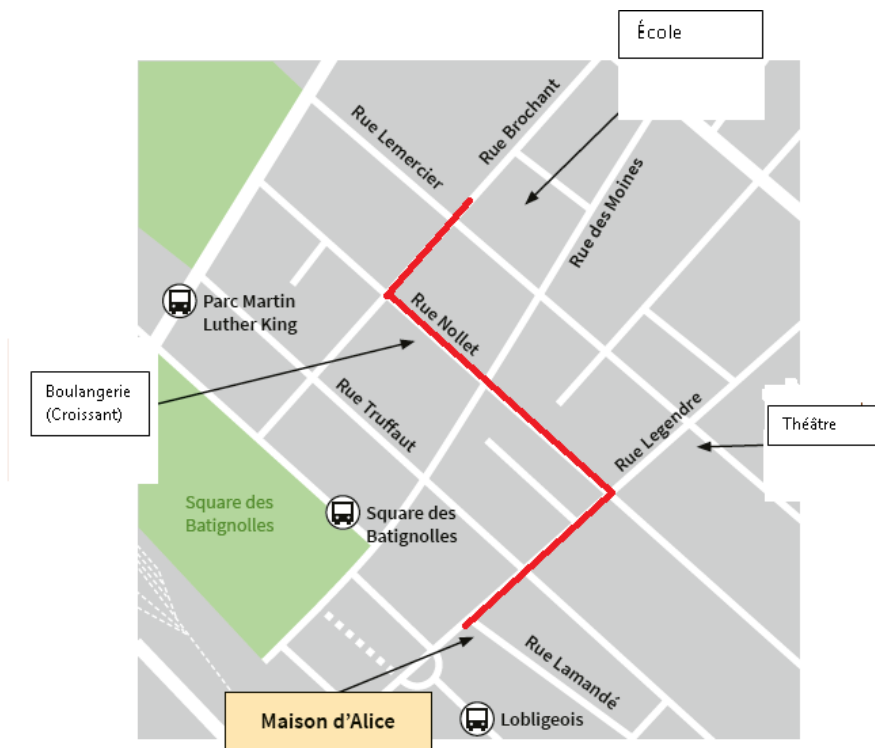 École
Rue Lemercier
Rue Brochant
Rue des Moines
Parc Martin
Luther King
Rue Nollet
Boulangerie
(Croissant)
Rue Truffaut
Rue Legendre
Théâtre
Square des
Batignolles
Square des
Batignolles
Rue Lamandé
Maison d’Alice
Lobligeois